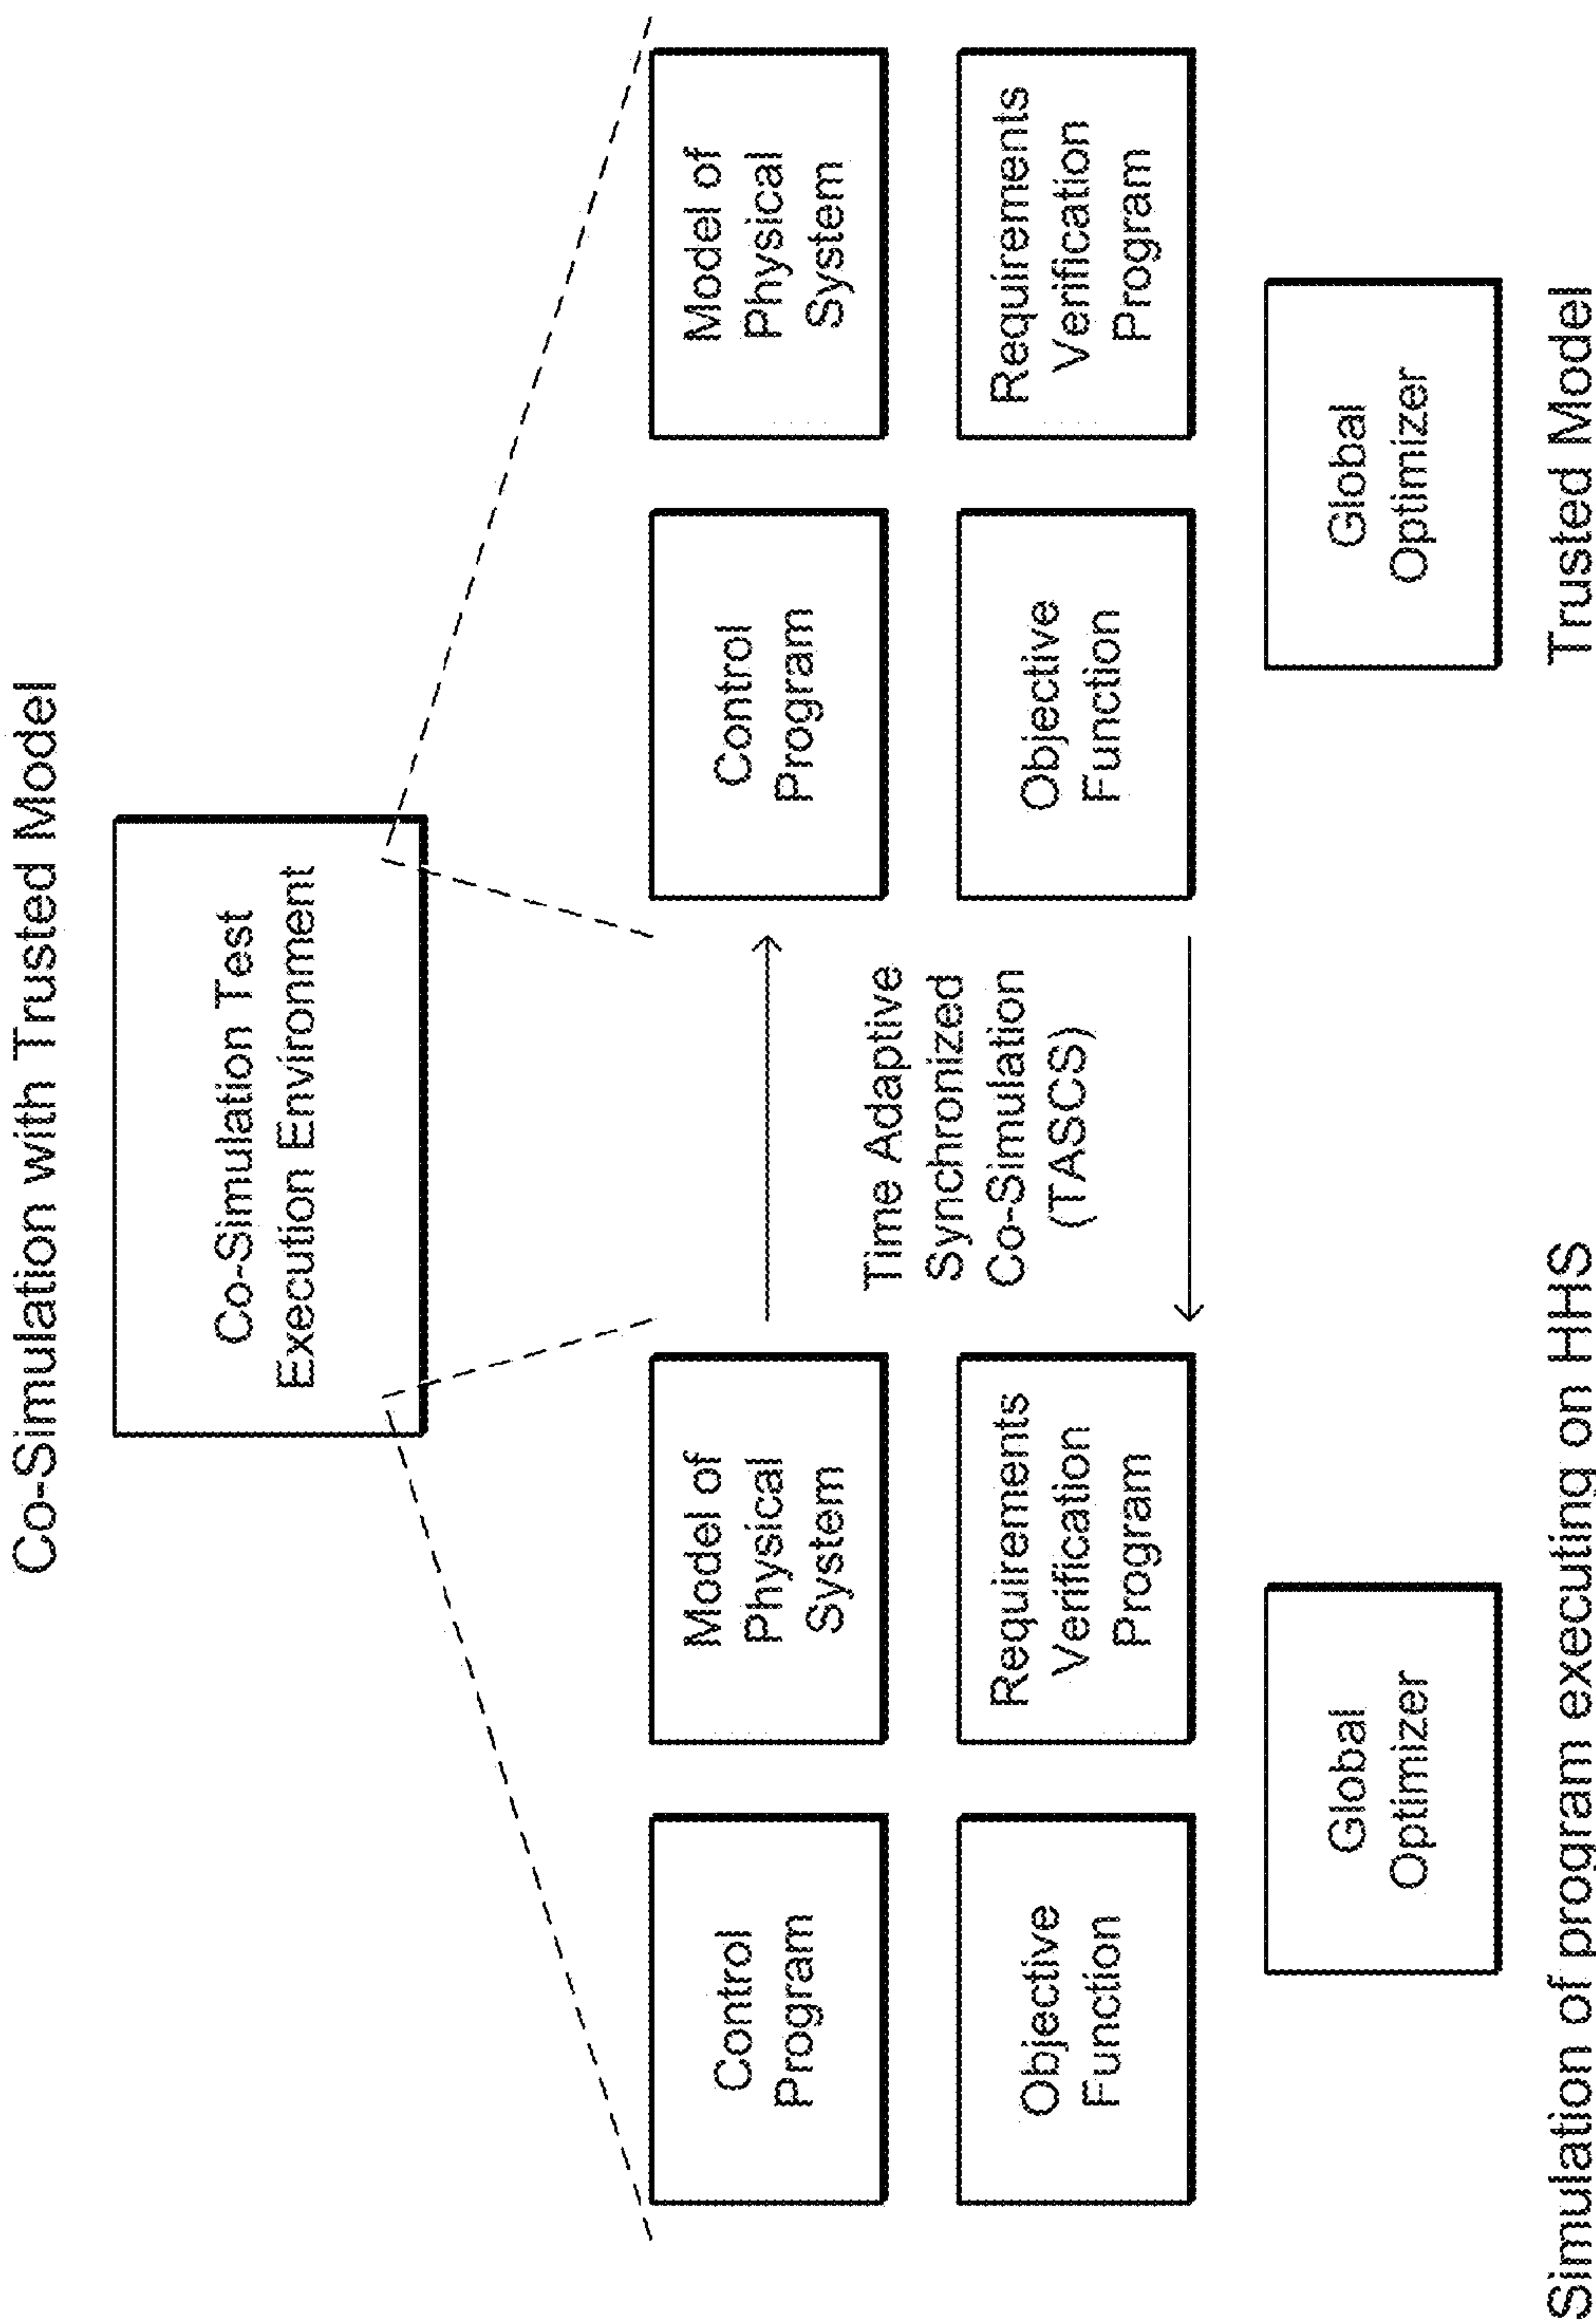 Co-Simulation with Trusted Model
Co-Simulation Test
Execution Environment
Control
Program
Model of
Physical
System
Objective
Function
Requirements
Verification
Program
Global
Optimizer
Simulation of program executing on HHS
Time Adaptive
Synchronized
Co-Simulation
(TASCS)
Control
Program
Model of
Physical
System
Objective
Function
Requirements
Verification
Program
Global
Optimizer
Trusted Model